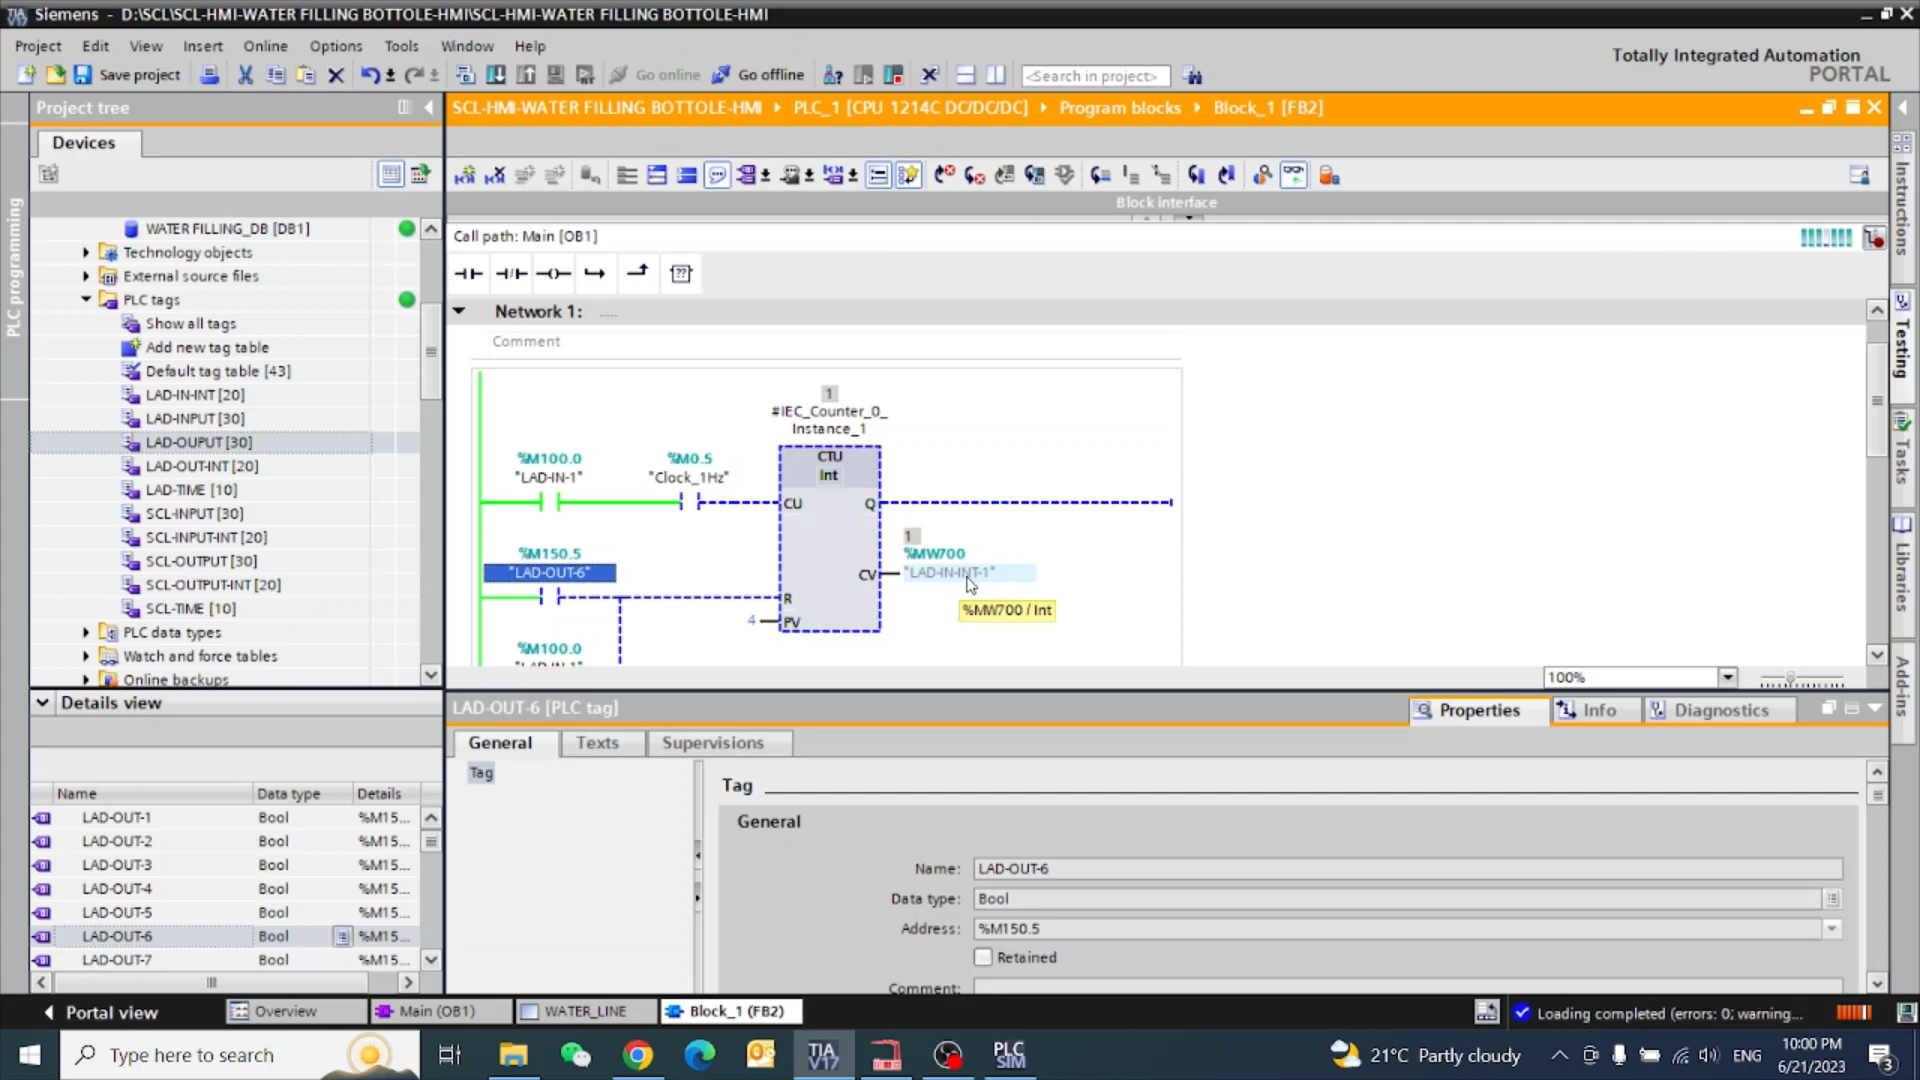 Siemens - D:\SCL\SCL-HMI-WATER FILLING BOTTOLE-HMI\SCL-HMI-WATER FILLING BOTTOLE-HMI
Project Edit View Insert Online Options Tools Window Help
Totally Integrated Automation
PORTAL
Save project
Go online
Go offline
<Search in project>
Project tree
SCL-HMI-WATER FILLING BOTTOLE-HMI
PLC_1 [CPU 1214C DC/DC/DC]
Program blocks
Block_1 [FB2]
Devices
PLC programming
Block interface
WATER FILLING_DB [DB1]
Technology objects
External source files
PLC tags
Show all tags
Add new tag table
Default tag table [43]
LAD-IN-INT [20]
LAD-INPUT [30]
LAD-OUPUT [30]
LAD-OUT-INT [20]
LAD-TIME [10]
SCL-INPUT [30]
SCL-INPUT-INT [20]
SCL-OUTPUT [30]
SCL-OUTPUT-INT [20]
SCL-TIME [10]
PLC data types
Watch and force tables
Online backups
Call path: Main [OB1]
Network 1: .....
Comment
1
#IEC_Counter_0_
Instance_1
%M100.0
"LAD-IN-1"
%M0.5
"Clock_1Hz"
CTU
Int
CU
Q
1
%MW700
"LAD-IN-INT-1"
CV
%M150.5
"LAD-OUT-6"
R
4
PV
%MW700 / Int
%M100.0
"LAD-IN-1"
100%
Instructions
Testing
Tasks
Libraries
Add-ins
Details view
Name Data type Details
LAD-OUT-1 Bool %M15...
LAD-OUT-2 Bool %M15...
LAD-OUT-3 Bool %M15...
LAD-OUT-4 Bool %M15...
LAD-OUT-5 Bool %M15...
LAD-OUT-6 Bool %M15...
LAD-OUT-7 Bool %M15...
LAD-OUT-6 [PLC tag]
Properties
Info
Diagnostics
General
Texts
Supervisions
Tag
Tag
General
Name: LAD-OUT-6
Data type: Bool
Address: %M150.5
Retained
Comment:
Portal view
Overview
Main (OB1)
WATER_LINE
Block_1 (FB2)
Loading completed (errors: 0; warning...
Type here to search
TIA
V17
PLC
SIM
21°C Partly cloudy
ENG
10:00 PM
6/21/2023
3